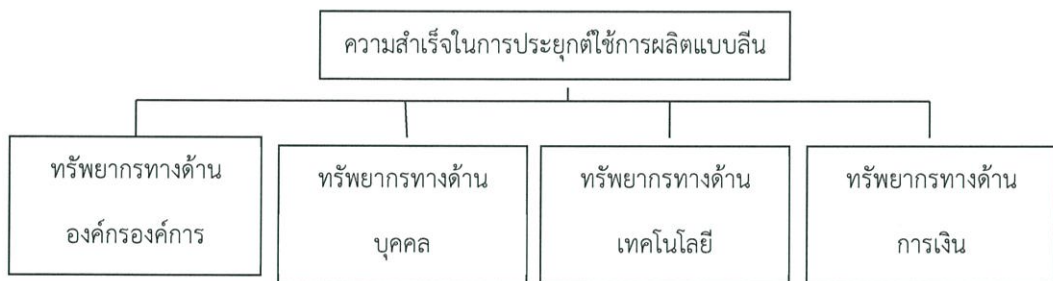 ความสำเร็จในการประยุกต์ใช้การผลิตแบบลีน
ทรัพยากรทางด้าน
องค์กรองค์การ
ทรัพยากรทางด้าน
บุคคล
ทรัพยากรทางด้าน
เทคโนโลยี
ทรัพยากรทางด้าน
การเงิน